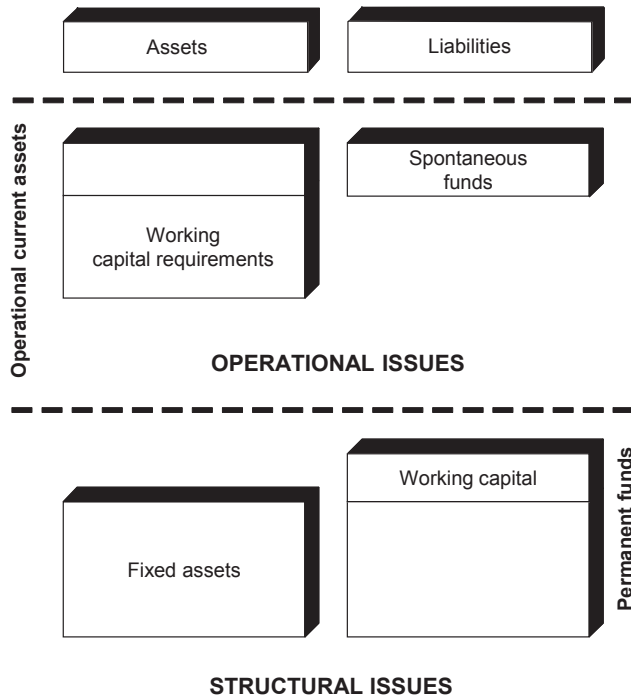 Assets
Liabilities
Operational current assets
Spontaneous
funds
Working
capital requirements
OPERATIONAL ISSUES
Working capital
Permanent funds
Fixed assets
STRUCTURAL ISSUES